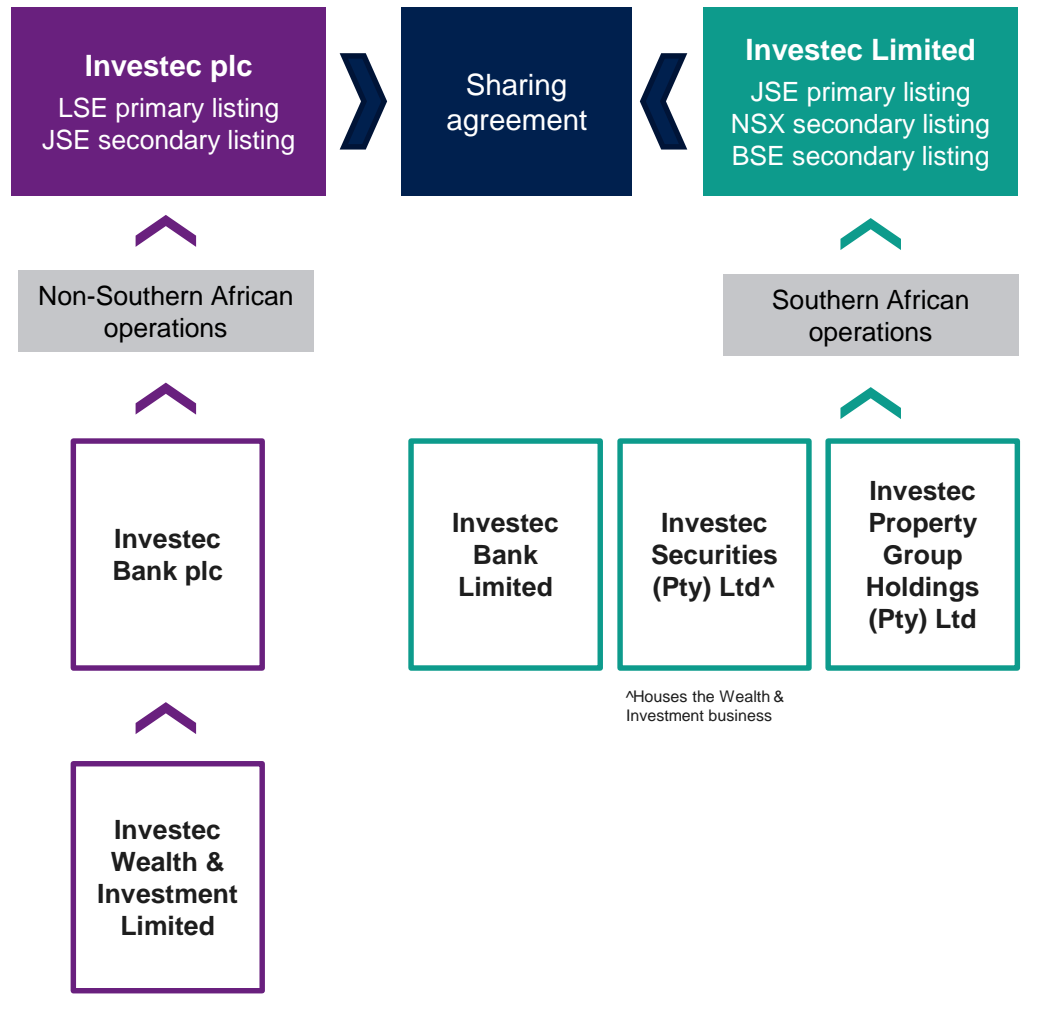 Investec plc
LSE primary listing
JSE secondary listing
Sharing
agreement
Investec Limited
JSE primary listing
NSX secondary listing
BSE secondary listing
Non-Southern African
operations
Southern African
operations
Investec
Bank plc
Investec
Bank
Limited
Investec
Securities
(Pty) Ltd^
Investec
Property
Group
Holdings
(Pty) Ltd
^Houses the Wealth &
Investment business
Investec
Wealth &
Investment
Limited